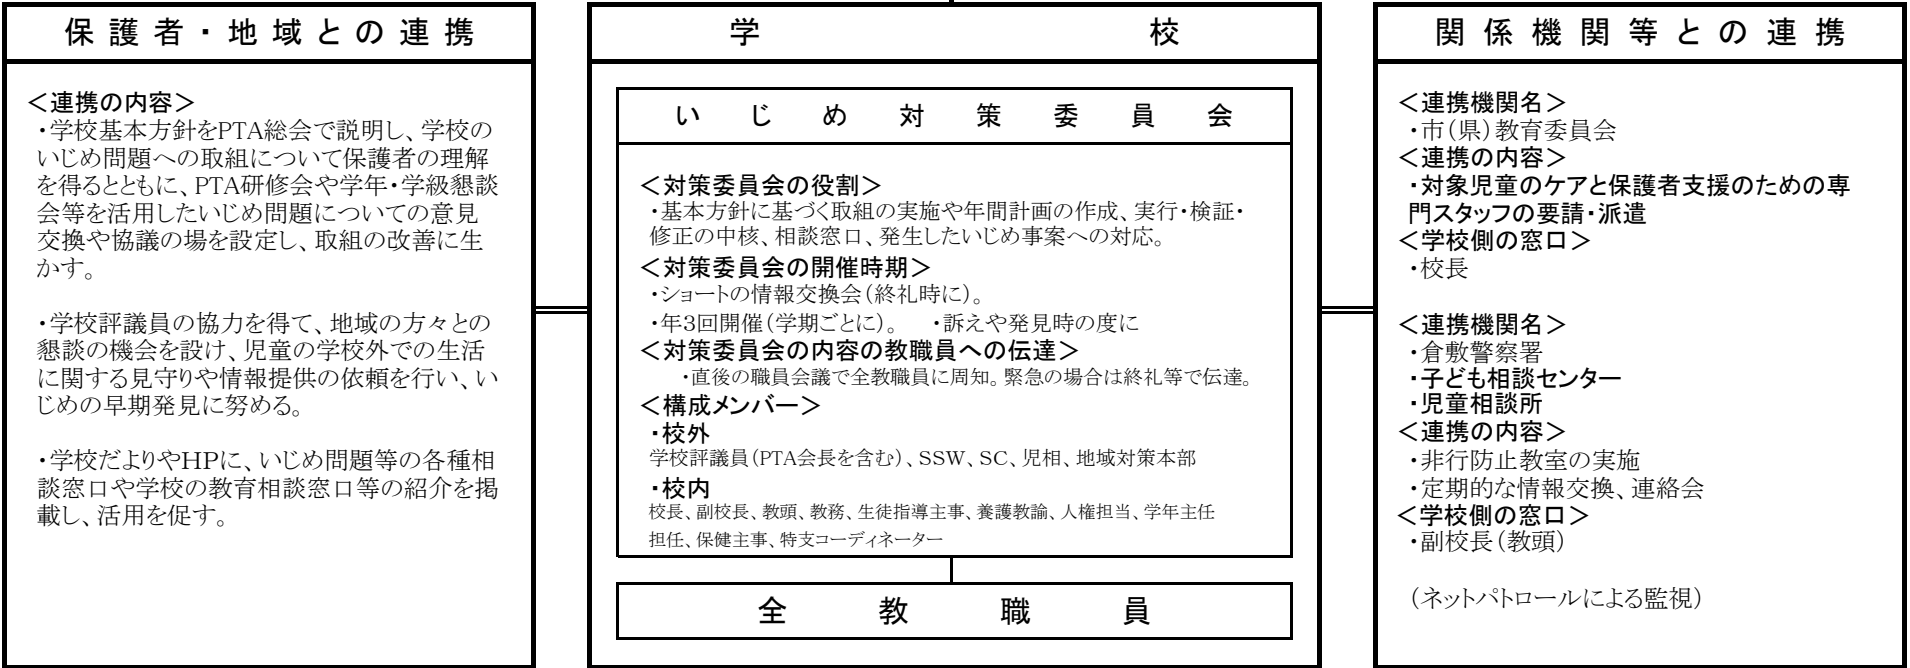 保護者・地域との連携
＜連携の内容＞
・学校基本方針をPTA総会で説明し、学校の
いじめ問題への取組について保護者の理解
を得るとともに、PTA研修会や学年・学級懇談
会等を活用したいじめ問題についての意見
交換や協議の場を設定し、取組の改善に生
かす。
・学校評議員の協力を得て、地域の方々との
懇談の機会を設け、児童の学校外での生活
に関する見守りや情報提供の依頼を行い、い
じめの早期発見に努める。
・学校だよりやHPに、いじめ問題等の各種相
談窓口や学校の教育相談窓口等の紹介を掲
載し、活用を促す。
学校
いじめ対策委員会
＜対策委員会の役割＞
・基本方針に基づく取組の実施や年間計画の作成、実行・検証・
修正の中核、相談窓口、発生したいじめ事案への対応。
＜対策委員会の開催時期＞
・ショートの情報交換会（終礼時に）。
・年3回開催（学期ごとに）。　・訴えや発見時の度に
＜対策委員会の内容の教職員への伝達＞
・直後の職員会議で全教職員に周知。緊急の場合は終礼等で伝達。
＜構成メンバー＞
・校外
学校評議員（PTA会長を含む）、SSW、SC、児相、地域対策本部
・校内
校長、副校長、教頭、教務、生徒指導主事、養護教諭、人権担当、学年主任
担任、保健主事、特支コーディネーター
全教職員
関係機関等との連携
＜連携機関名＞
・市（県）教育委員会
＜連携の内容＞
・対象児童のケアと保護者支援のための専
門スタッフの要請・派遣
＜学校側の窓口＞
・校長
＜連携機関名＞
・倉敷警察署
・子ども相談センター
・児童相談所
＜連携の内容＞
・非行防止教室の実施
・定期的な情報交換、連絡会
＜学校側の窓口＞
・副校長（教頭）
（ネットパトロールによる監視）